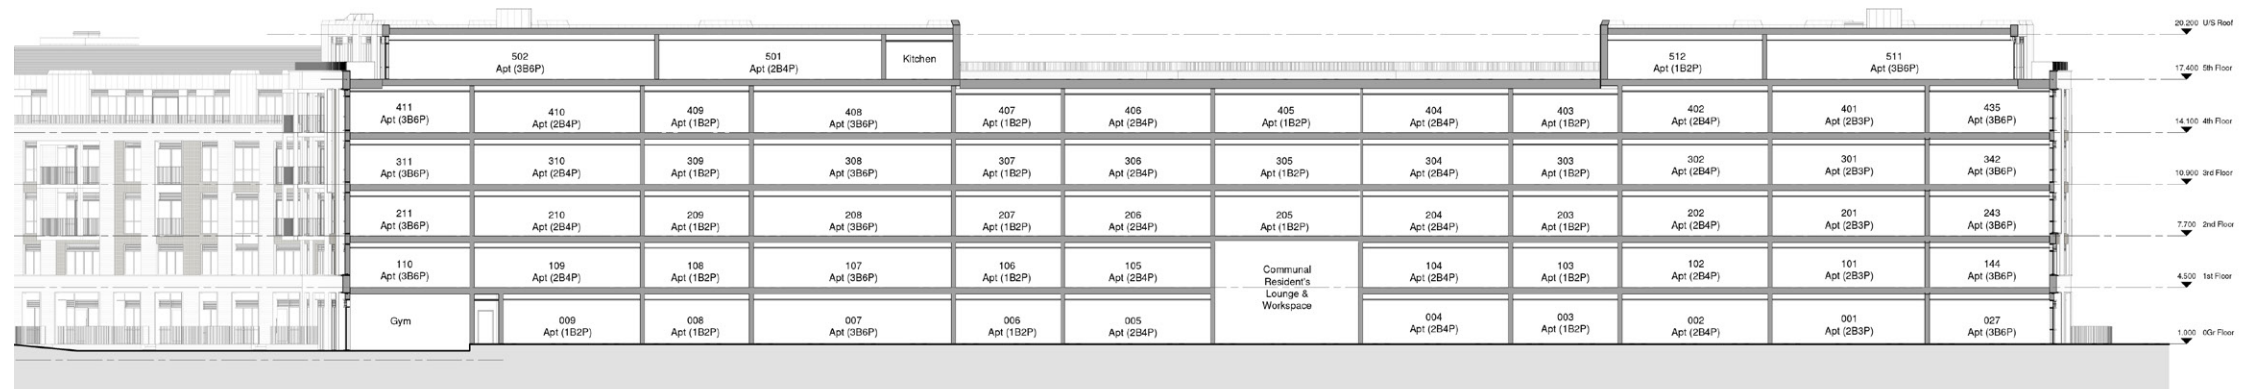 20.200 U/S Roof
502
Apt (3B6P)
501
Apt (2B4P)
Kitchen
512
Apt (1B2P)
511
Apt (3B6P)
17.400 5th Floor
411
Apt (3B6P)
410
Apt (2B4P)
409
Apt (1B2P)
408
Apt (3B6P)
407
Apt (1B2P)
406
Apt (2B4P)
405
Apt (1B2P)
404
Apt (2B4P)
403
Apt (1B2P)
402
Apt (2B4P)
401
Apt (2B3P)
435
Apt (3B6P)
14.100 4th Floor
311
Apt (3B6P)
310
Apt (2B4P)
309
Apt (1B2P)
308
Apt (3B6P)
307
Apt (1B2P)
306
Apt (2B4P)
305
Apt (1B2P)
304
Apt (2B4P)
303
Apt (1B2P)
302
Apt (2B4P)
301
Apt (2B3P)
342
Apt (3B6P)
10.900 3rd Floor
211
Apt (3B6P)
210
Apt (2B4P)
209
Apt (1B2P)
208
Apt (3B6P)
207
Apt (1B2P)
206
Apt (2B4P)
205
Apt (1B2P)
204
Apt (2B4P)
203
Apt (1B2P)
202
Apt (2B4P)
201
Apt (2B3P)
243
Apt (3B6P)
7.700 2nd Floor
110
Apt (3B6P)
109
Apt (2B4P)
108
Apt (1B2P)
107
Apt (3B6P)
106
Apt (1B2P)
105
Apt (2B4P)
Communal
Resident's
Lounge &
Workspace
104
Apt (2B4P)
103
Apt (1B2P)
102
Apt (2B4P)
101
Apt (2B3P)
144
Apt (3B6P)
4.500 1st Floor
Gym
009
Apt (1B2P)
008
Apt (1B2P)
007
Apt (3B6P)
006
Apt (1B2P)
005
Apt (2B4P)
004
Apt (2B4P)
003
Apt (1B2P)
002
Apt (2B4P)
001
Apt (2B3P)
027
Apt (3B6P)
1.000 0Gr Floor